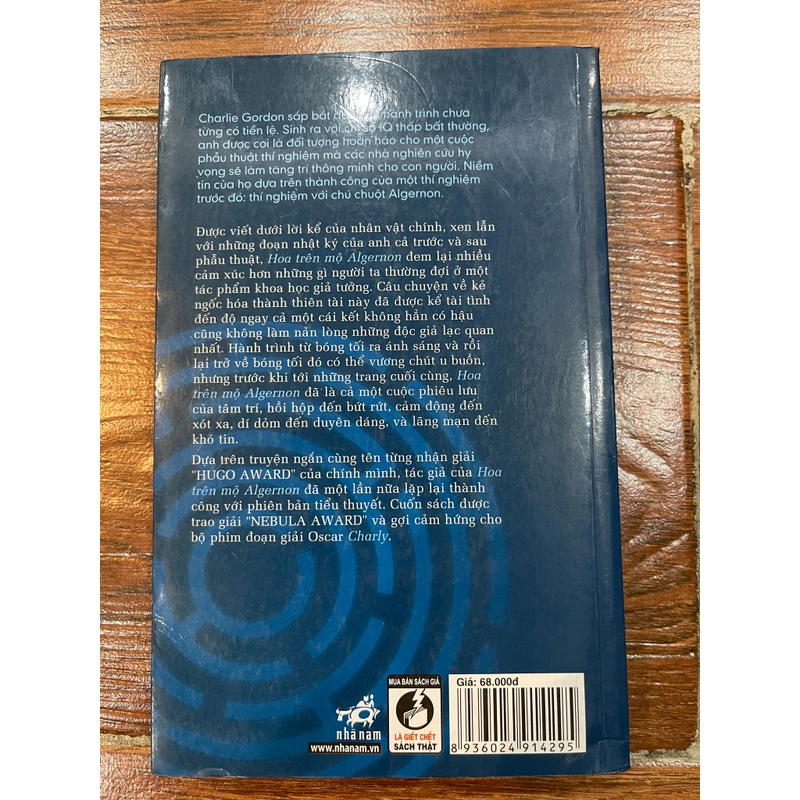 Charlie Gordon sắp bắt hành trình chưa
từng có tiền lệ. Sinh ra với chỉ số IQ thấp bất thường,
anh được coi là đối tượng hoàn hảo cho một cuộc
phẫu thuật thí nghiệm mà các nhà nghiên cứu hy
vọng sẽ làm tăng trí thông minh cho con người. Niềm
tin của họ dựa trên thành công của một thí nghiệm
trước đó: thí nghiệm với chú chuột Algernon.
Được viết dưới lời kể của nhân vật chính, xen lẫn
với những đoạn nhật ký của anh cả trước và sau
phẫu thuật, Hoa trên mộ Algernon đem lại nhiều
cảm xúc hơn những gì người ta thường đợi ở một
tác phẩm khoa học giả tưởng. Câu chuyện về kẻ
ngốc hóa thành thiên tài này đã được kể tài tình
đến độ ngay cả một cái kết không hẳn có hậu
cũng không làm nản lòng những độc giả lạc quan
nhất. Hành trình từ bóng tối ra ánh sáng và rồi
lại trở về bóng tối đó có thể vương chút u buồn,
nhưng trước khi tới những trang cuối cùng, Hoa
trên mộ Algernon đã là cả một cuộc phiêu lưu
của tâm trí, hồi hộp đến bứt rứt, cảm động đến
xót xa, dí dỏm đến duyên dáng, và lãng mạn đến
khó tin.
Dựa trên truyện ngắn cùng tên từng nhận giải
"HUGO AWARD" của chính mình, tác giả của Hoa
trên mộ Algernon đã một lần nữa lặp lại thành
công với phiên bản tiểu thuyết. Cuốn sách được
trao giải "NEBULA AWARD" và gợi cảm hứng cho
bộ phim đoạn giải Oscar Charly.
nhã nam
www.nhanam.vn
MUA BÁN SÁCH GIẢ
LÀ GIẾT CHẾT
SÁCH THẬT
Giá: 68.000đ
8 936024 914295